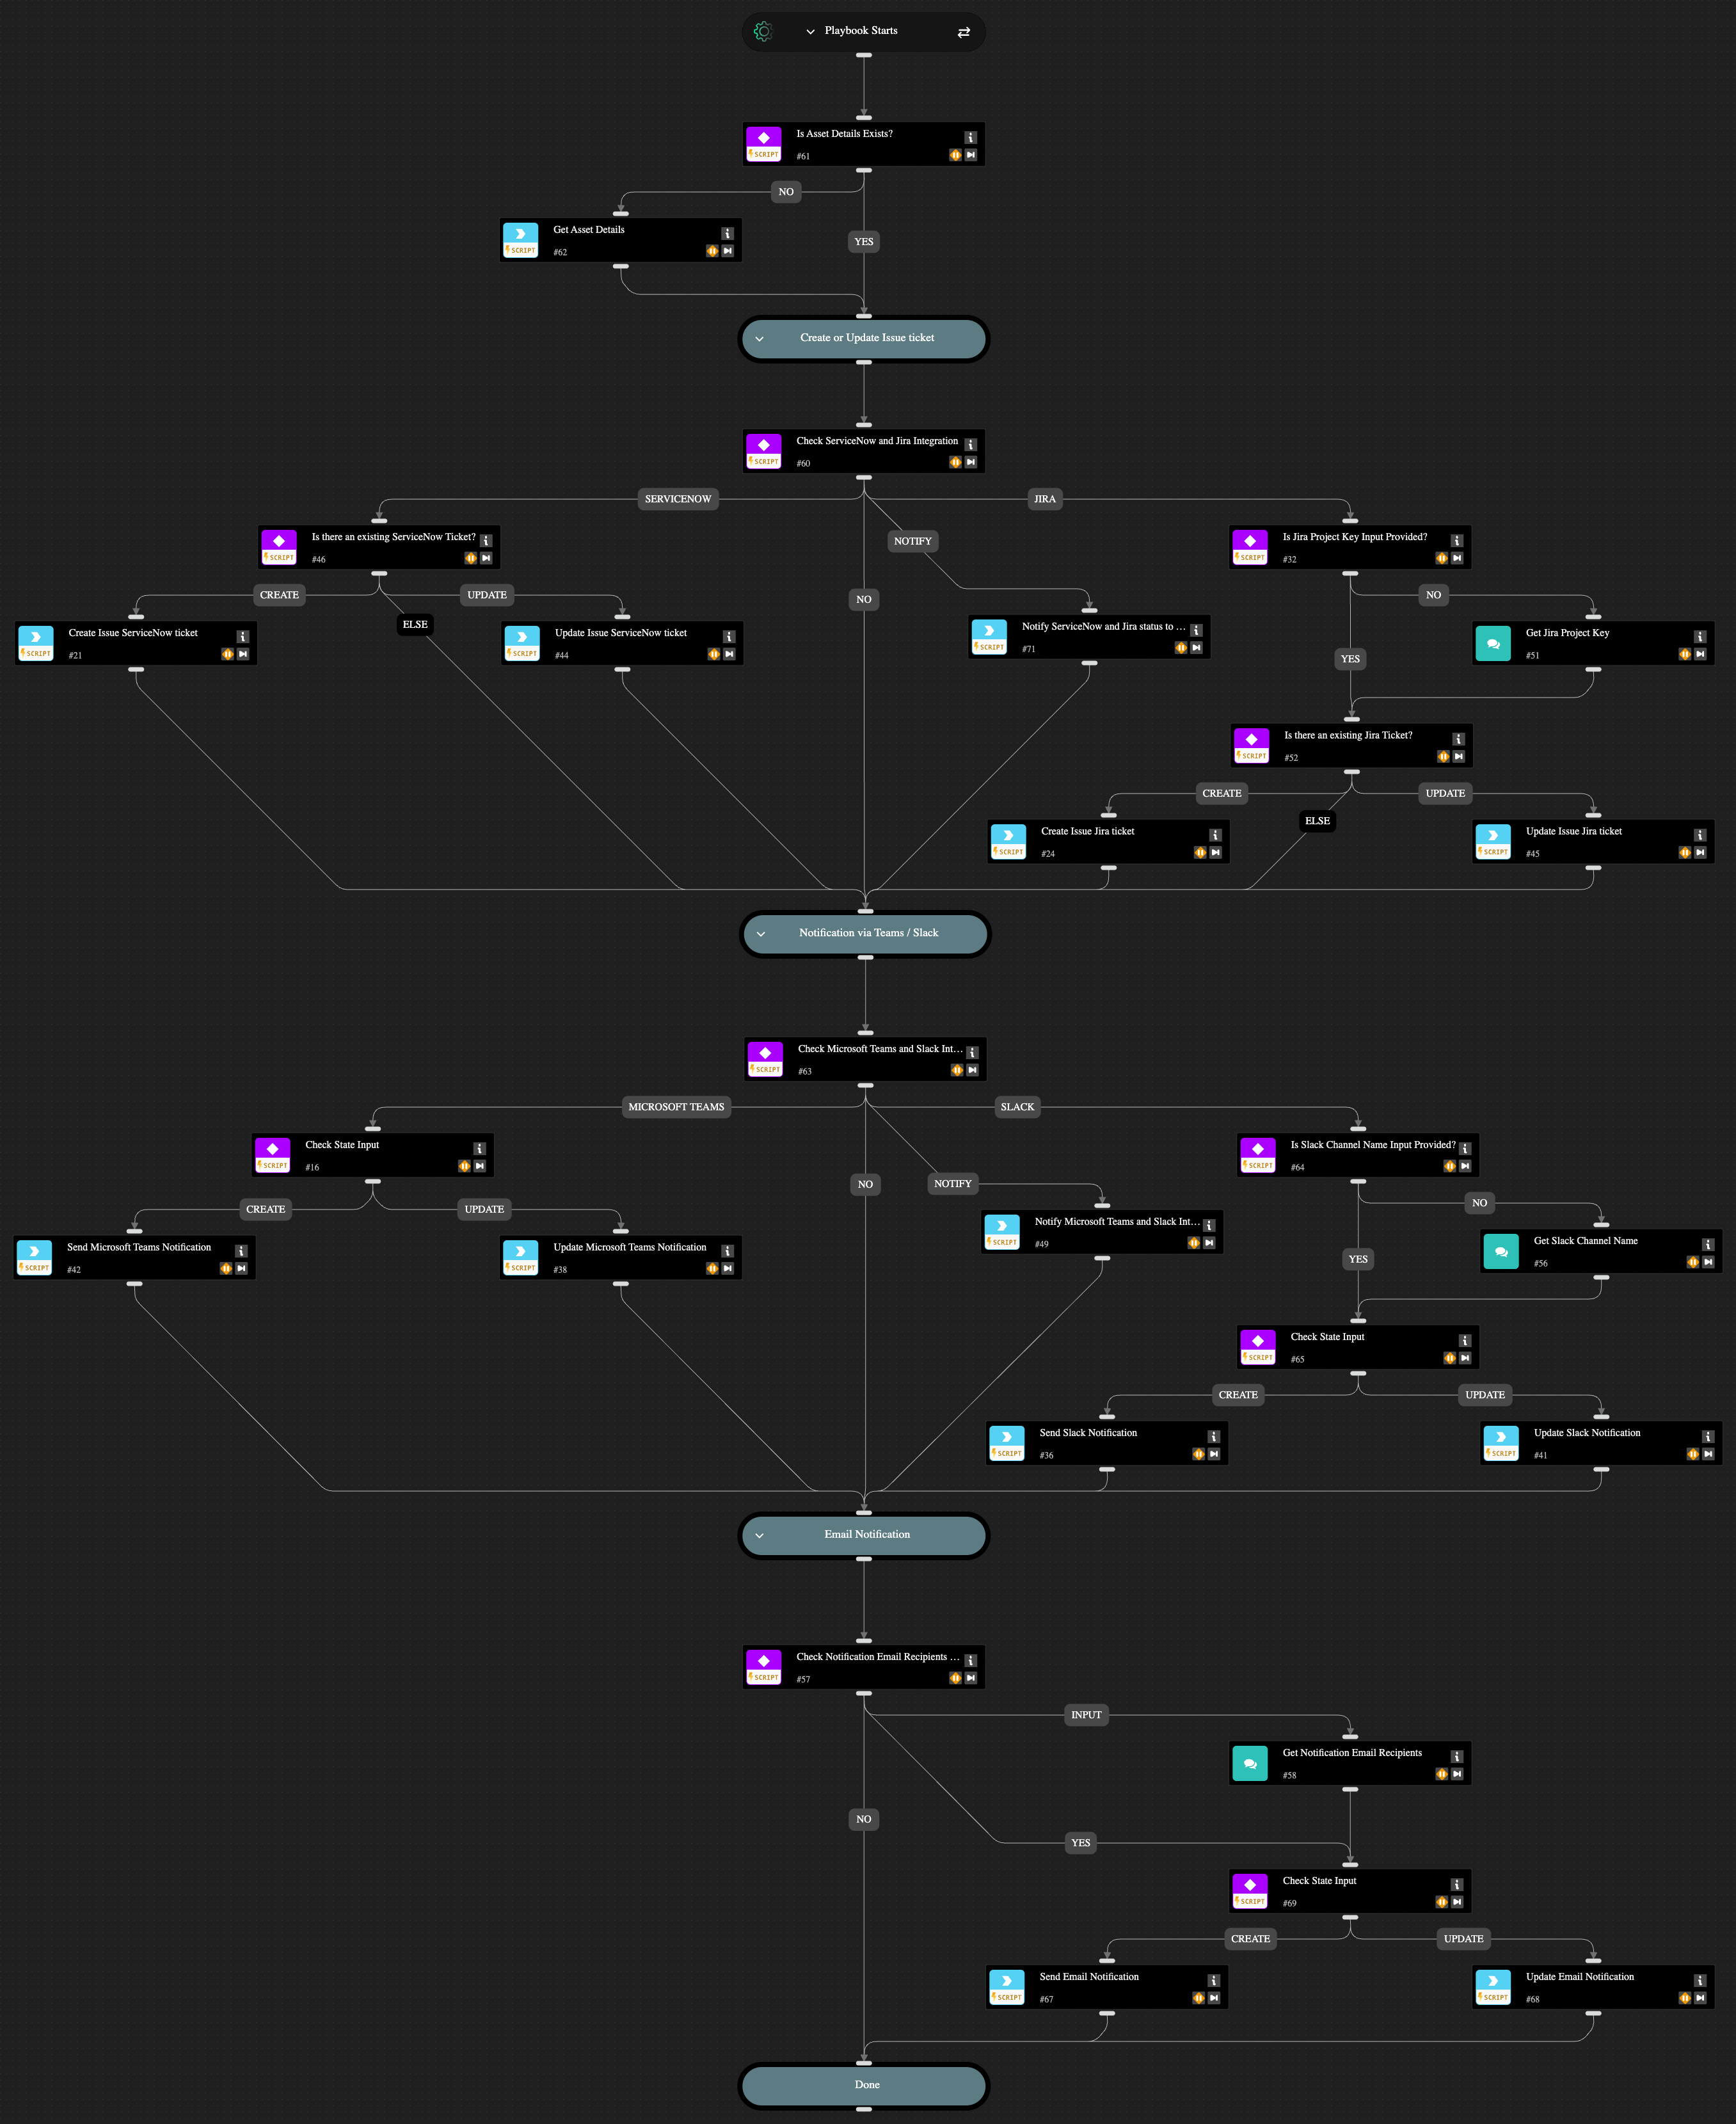 Playbook Starts
Is Asset Details Exists?
SCRIPT
#61
NO
Get Asset Details
SCRIPT
#62
YES
Create or Update Issue ticket
Check ServiceNow and Jira Integration
SCRIPT
#60
SERVICENOW
JIRA
NOTIFY
NO
Is there an existing ServiceNow Ticket?
SCRIPT
#46
Is Jira Project Key Input Provided?
SCRIPT
#32
CREATE
UPDATE
ELSE
NO
Create Issue ServiceNow ticket
SCRIPT
#21
Update Issue ServiceNow ticket
SCRIPT
#44
Notify ServiceNow and Jira status to ...
SCRIPT
#71
Get Jira Project Key
#51
YES
Is there an existing Jira Ticket?
SCRIPT
#52
CREATE
UPDATE
ELSE
Create Issue Jira ticket
SCRIPT
#24
Update Issue Jira ticket
SCRIPT
#45
Notification via Teams / Slack
Check Microsoft Teams and Slack Int...
SCRIPT
#63
MICROSOFT TEAMS
SLACK
Check State Input
SCRIPT
#16
Is Slack Channel Name Input Provided?
SCRIPT
#64
NO
NOTIFY
CREATE
UPDATE
NO
Send Microsoft Teams Notification
SCRIPT
#42
Update Microsoft Teams Notification
SCRIPT
#38
Notify Microsoft Teams and Slack Int...
SCRIPT
#49
Get Slack Channel Name
#56
YES
Check State Input
SCRIPT
#65
CREATE
UPDATE
Send Slack Notification
SCRIPT
#36
Update Slack Notification
SCRIPT
#41
Email Notification
Check Notification Email Recipients ...
SCRIPT
#57
INPUT
Get Notification Email Recipients
#58
NO
YES
Check State Input
SCRIPT
#69
CREATE
UPDATE
Send Email Notification
SCRIPT
#67
Update Email Notification
SCRIPT
#68
Done